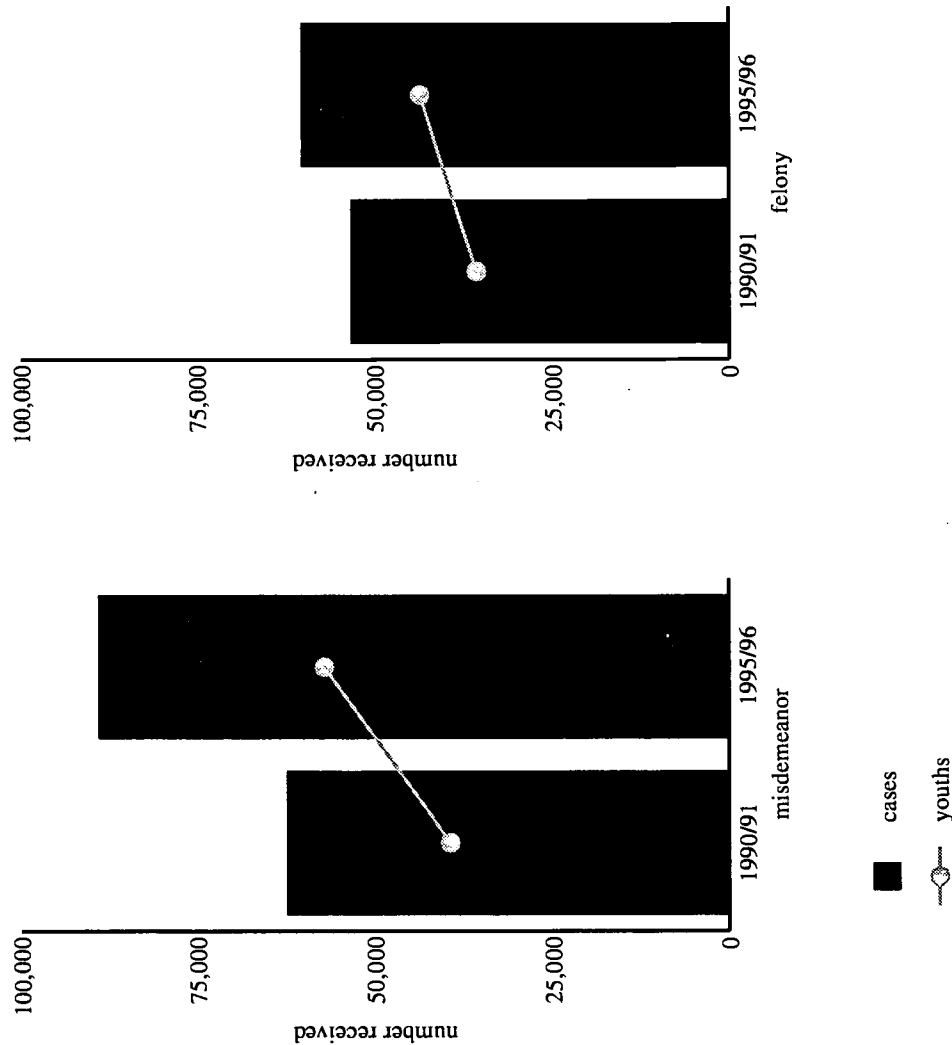 100,000
75,000
50,000
25,000
0
number received
1990/91
1995/96
misdemeanor
100,000
75,000
50,000
25,000
0
number received
1990/91
1995/96
felony
cases
youths